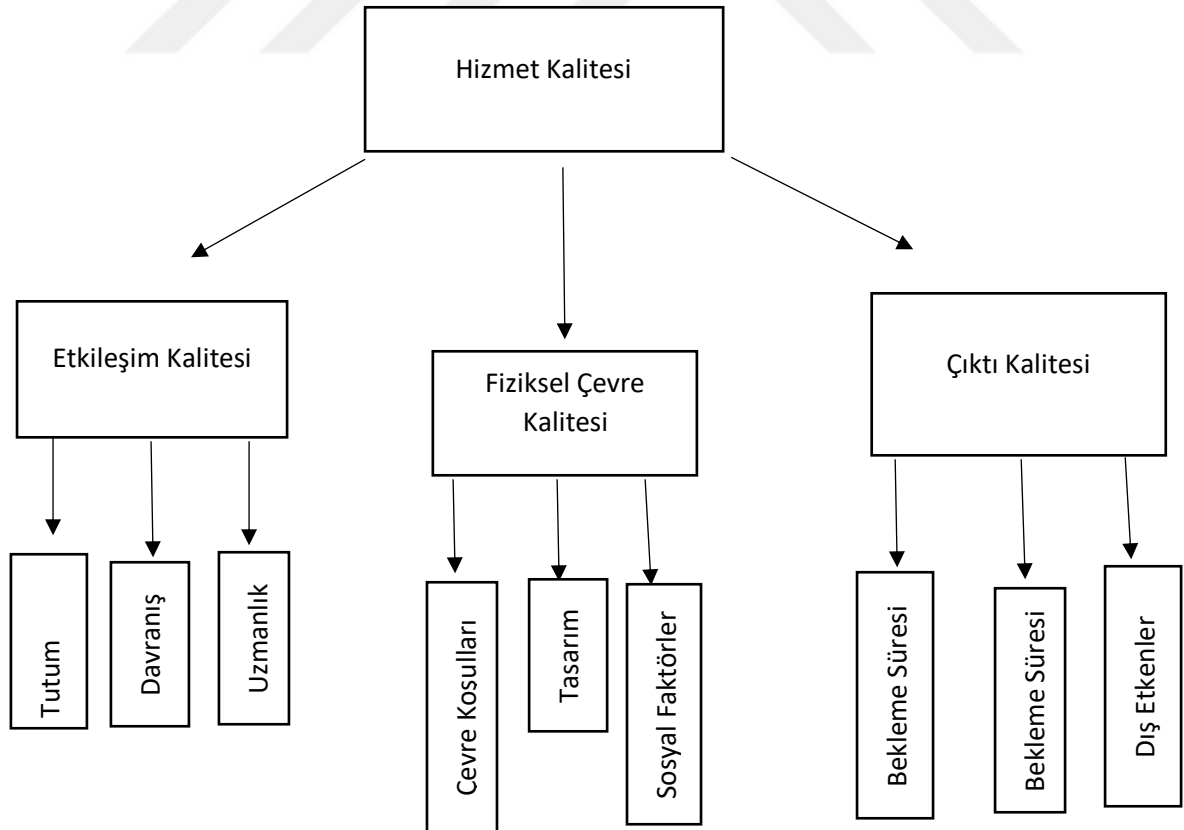 Hizmet Kalitesi
Etkileşim Kalitesi
Fiziksel Çevre
Kalitesi
Çıktı Kalitesi
Tutum
Davranış
Uzmanlık
Çevre Koşulları
Tasarım
Sosyal Faktörler
Bekleme Süresi
Bekleme Süresi
Dış Etkenler